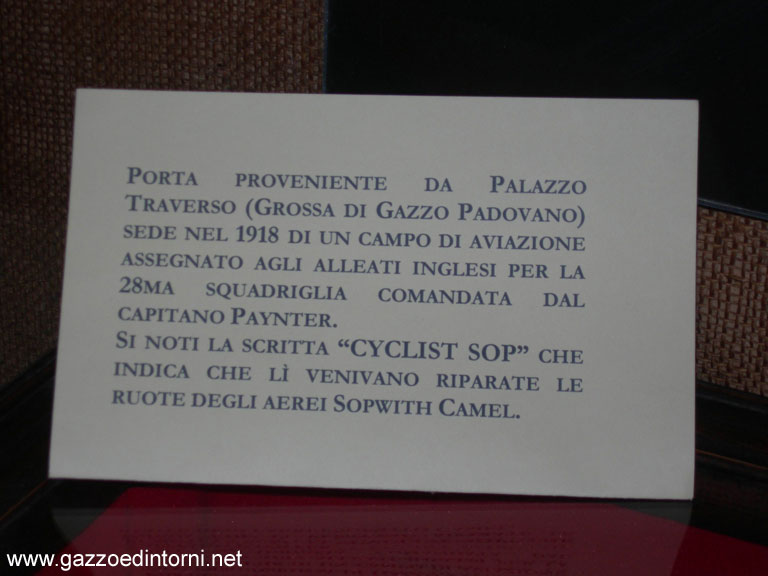 PORTA PROVENIENTE DA PALAZZO
TRAVERSO (GROSSA DI GAZZO PADOVANO)
SEDE NEL 1918 DI UN CAMPO DI AVIAZIONE
ASSEGNATO AGLI ALLEATI INGLESI PER LA
28MA SQUADRIGLIA COMANDATA DAL
CAPITANO PAYNTER.
SI NOTI LA SCRITTA “CYCLIST SOP” CHE
INDICA CHE LÌ VENIVANO RIPARATE LE
RUOTE DEGLI AEREI SOPWITH CAMEL.
www.gazzoedintorni.net